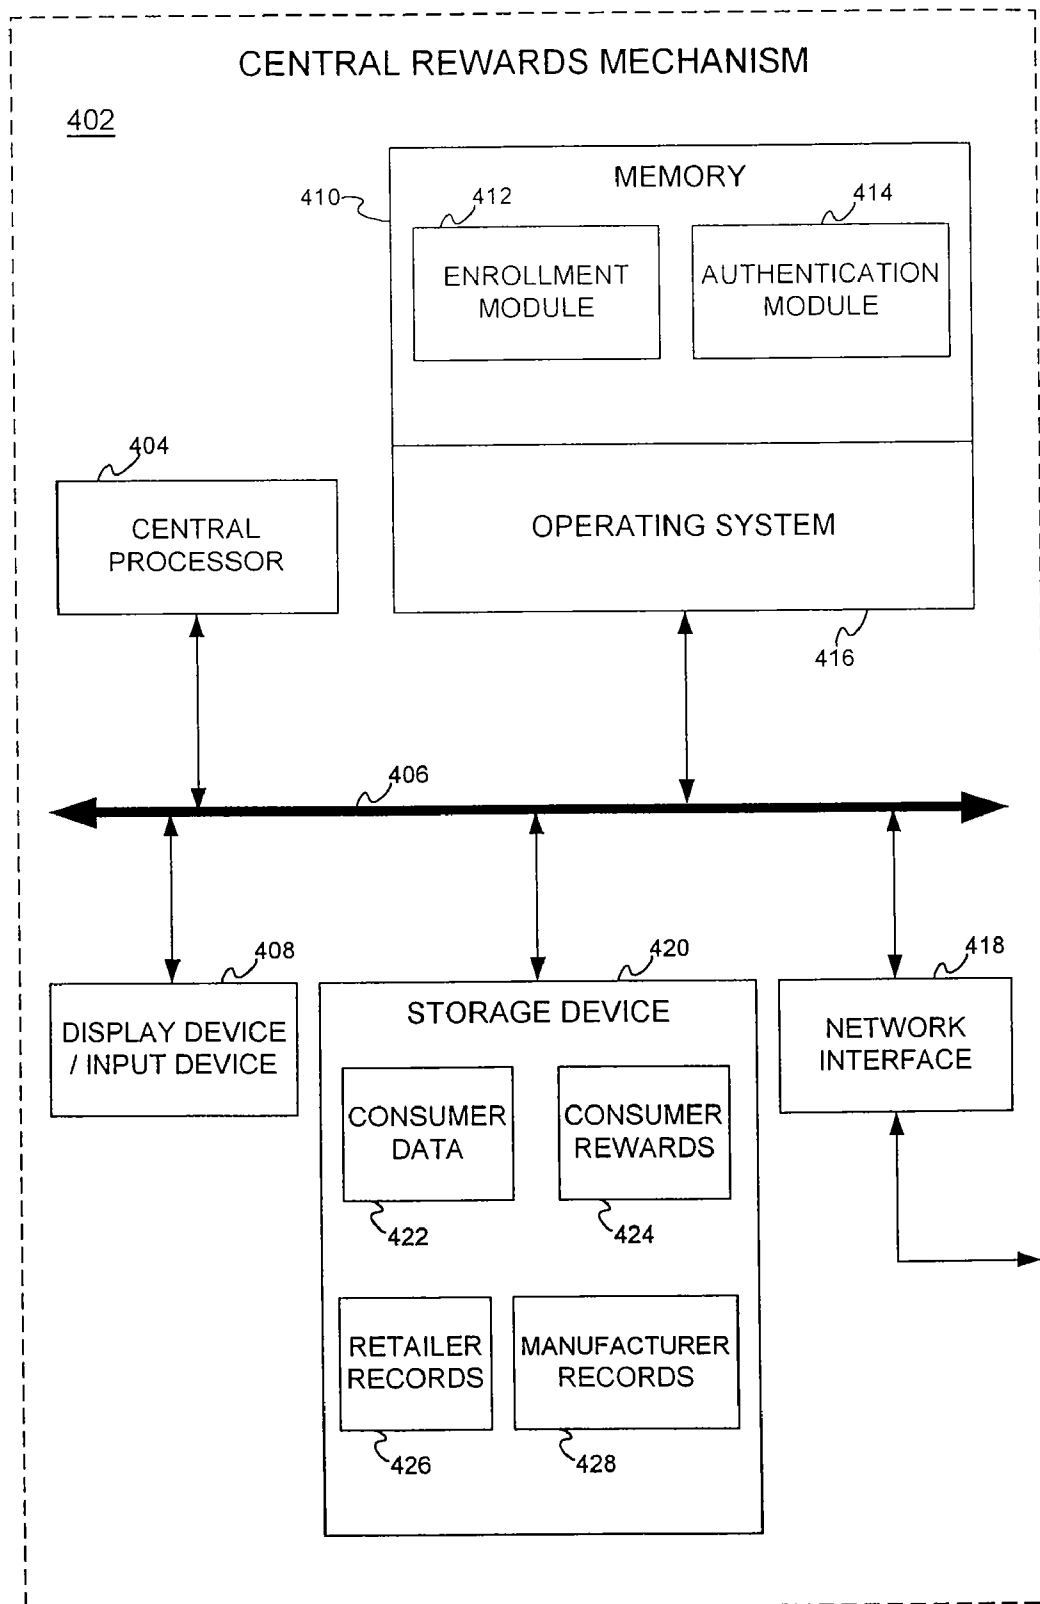 CENTRAL REWARDS MECHANISM
402
MEMORY
410
412
414
ENROLLMENT
MODULE
AUTHENTICATION
MODULE
404
CENTRAL
PROCESSOR
OPERATING SYSTEM
416
406
408
420
418
DISPLAY DEVICE
/ INPUT DEVICE
STORAGE DEVICE
NETWORK
INTERFACE
CONSUMER
DATA
CONSUMER
REWARDS
422
424
RETAILER
RECORDS
MANUFACTURER
RECORDS
426
428